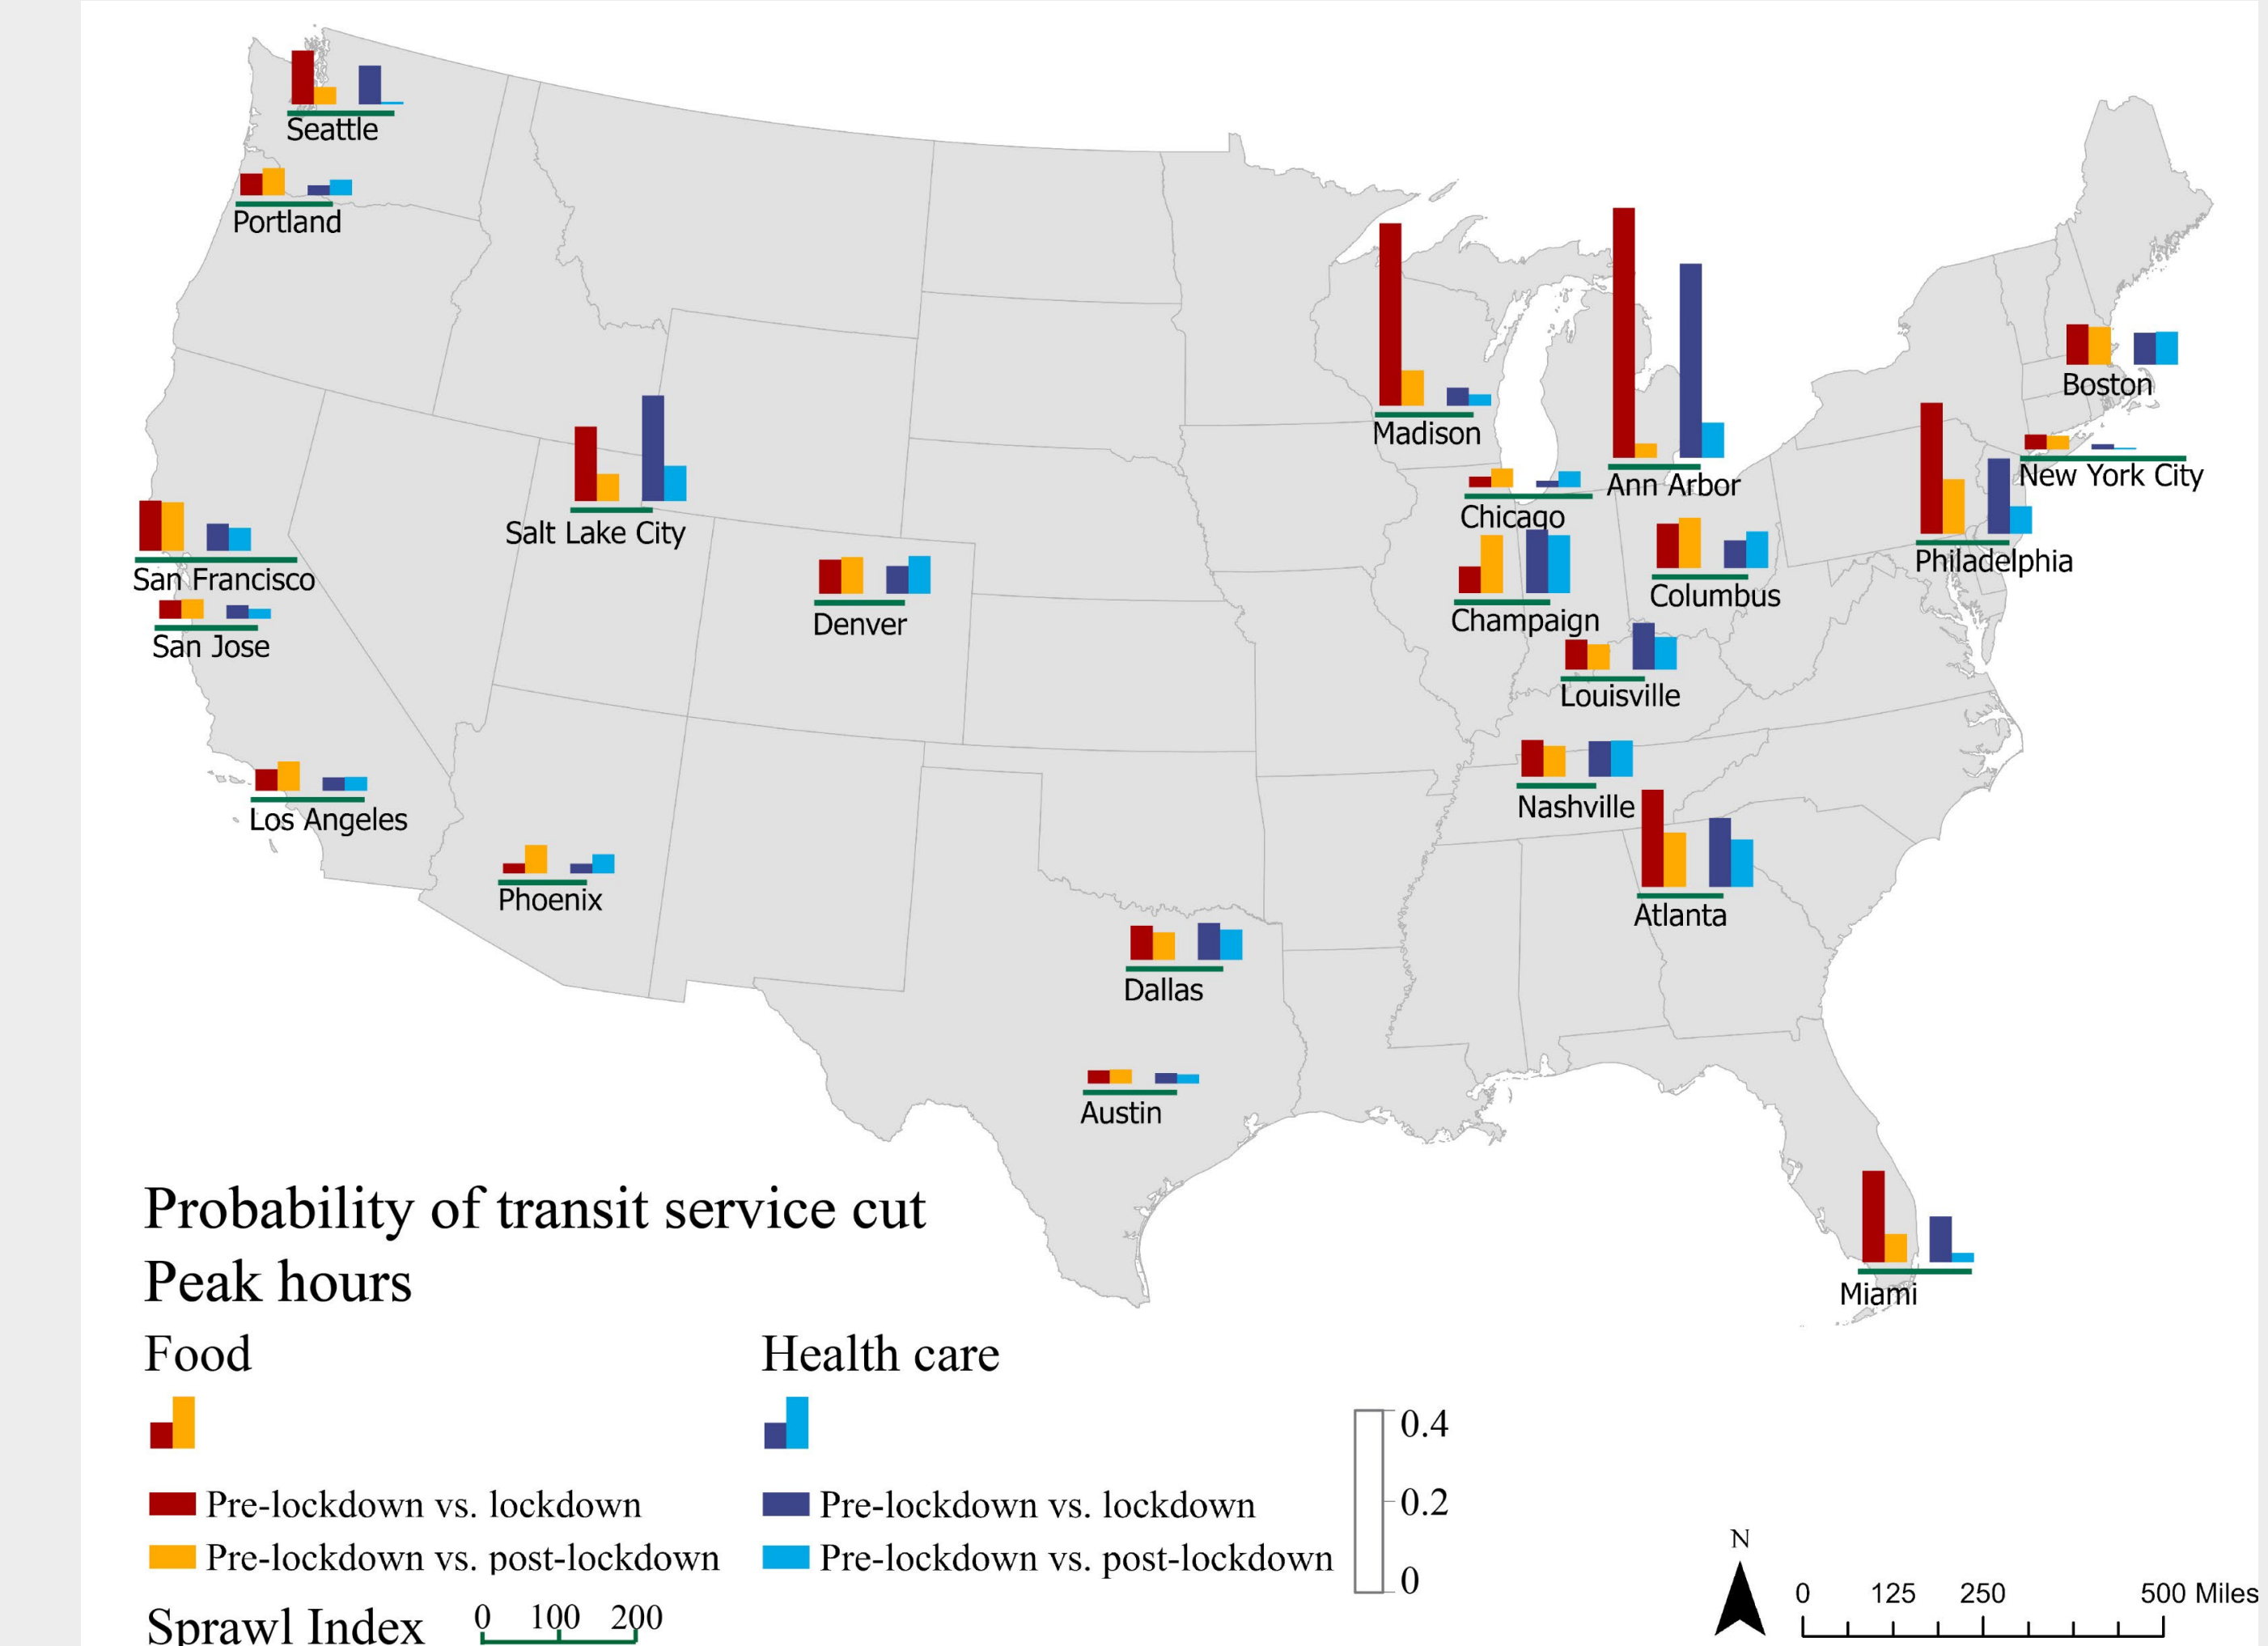 Seattle
Portland
Madison
Boston
New York City
Ann Arbor
Chicago
Salt Lake City
Philadelphia
San Francisco
Columbus
Denver
Champaign
San Jose
Louisville
Nashville
Los Angeles
Phoenix
Atlanta
Dallas
Austin
Miami
Probability of transit service cut
Peak hours
Food
Health care
0.4
0.2
0
Pre-lockdown vs. lockdown
Pre-lockdown vs. post-lockdown
Pre-lockdown vs. lockdown
Pre-lockdown vs. post-lockdown
Sprawl Index
0 100 200
N
0 125 250 500 Miles